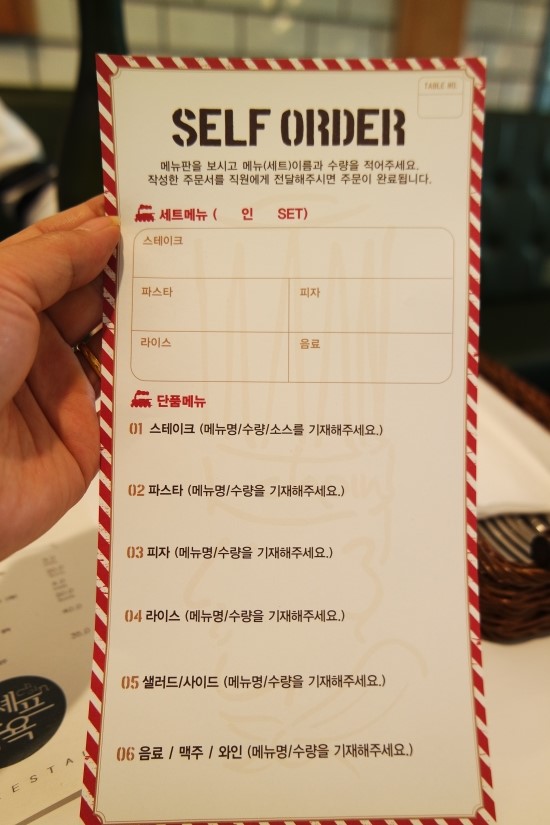 TABLE NO.
SELF ORDER
메뉴판을 보시고 메뉴(세트)이름과 수량을 적어주세요.
작성한 주문서를 직원에게 전달해주시면 주문이 완료됩니다.
세트메뉴 ( 인 SET)
스테이크
파스타 피자
라이스 음료
단품메뉴
01 스테이크 (메뉴명/수량/소스를 기재해주세요.)
02 파스타 (메뉴명/수량을 기재해주세요.)
03 피자 (메뉴명/수량을 기재해주세요.)
04 라이스 (메뉴명/수량을 기재해주세요.)
05 샐러드/사이드 (메뉴명/수량을 기재해주세요.)
06 음료 / 맥주 / 와인 (메뉴명/수량을 기재해주세요.)